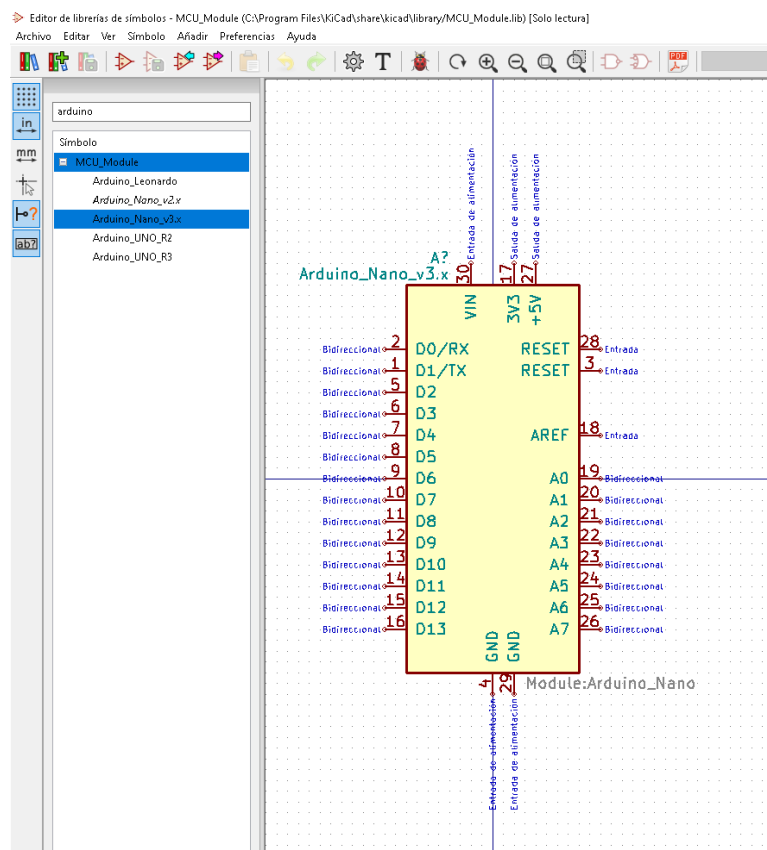 Editor de librerías de símbolos - MCU_Module (C:\Program Files\KiCad\share\kicad\library/MCU_Module.lib) [Solo lectura]
Archivo Editar Ver Símbolo Añadir Preferencias Ayuda
T
PDF
in
mm
?
ab?
arduino
Símbolo
MCU_Module
Arduino_Leonardo
Arduino_Nano_v2.x
Arduino_Nano_v3.x
Arduino_UNO_R2
Arduino_UNO_R3
Entrada de alimentación
Salida de alimentación
Salida de alimentación
A?
Arduino_Nano_v3.x
30 17 27
VIN 3V3 +5V
Bidireccional 2 D0/RX RESET 28 Entrada
Bidireccional 1 D1/TX RESET 3 Entrada
Bidireccional 5 D2
Bidireccional 6 D3
Bidireccional 7 D4 AREF 18 Entrada
Bidireccional 8 D5
Bidireccional 9 D6 A0 19 Bidireccional
Bidireccional 10 D7 A1 20 Bidireccional
Bidireccional 11 D8 A2 21 Bidireccional
Bidireccional 12 D9 A3 22 Bidireccional
Bidireccional 13 D10 A4 23 Bidireccional
Bidireccional 14 D11 A5 24 Bidireccional
Bidireccional 15 D12 A6 25 Bidireccional
Bidireccional 16 D13 A7 26 Bidireccional
GND GND
4 29
Module:Arduino_Nano
Entrada de alimentación
Entrada de alimentación